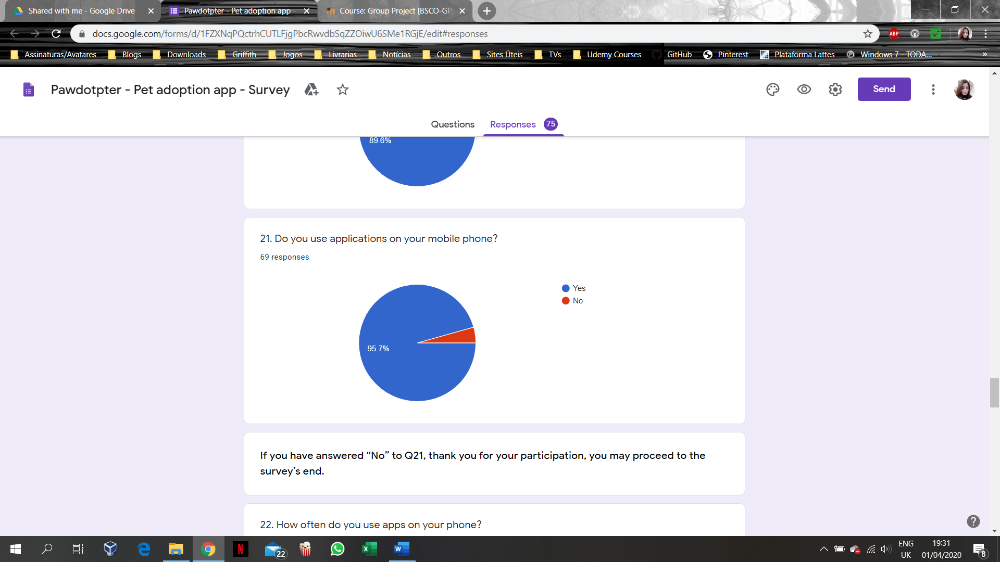 Shared with me - Google Drive
Pawdotpter - Pet adoption app -
Course: Group Project [BSCO-GP
docs.google.com/forms/d/1FZXNqPQctrhCUTLFjgPbcRwvdbSqZZOiwU6SMe1RGjE/edit#responses
ABP
Assinaturas/Avatares
Blogs
Downloads
Griffith
Jogos
Livrarias
Notícias
Outros
Sites Úteis
TVs
Udemy Courses
GitHub
Pinterest
Plataforma Lattes
Windows 7 - TODA...
»
Pawdotpter - Pet adoption app - Survey
Send
Questions
Responses 75
89.6%
21. Do you use applications on your mobile phone?
69 responses
Yes
No
95.7%
If you have answered “No” to Q21, thank you for your participation, you may proceed to the
survey’s end.
22. How often do you use apps on your phone?
22
ENG
UK
19:31
01/04/2020
8